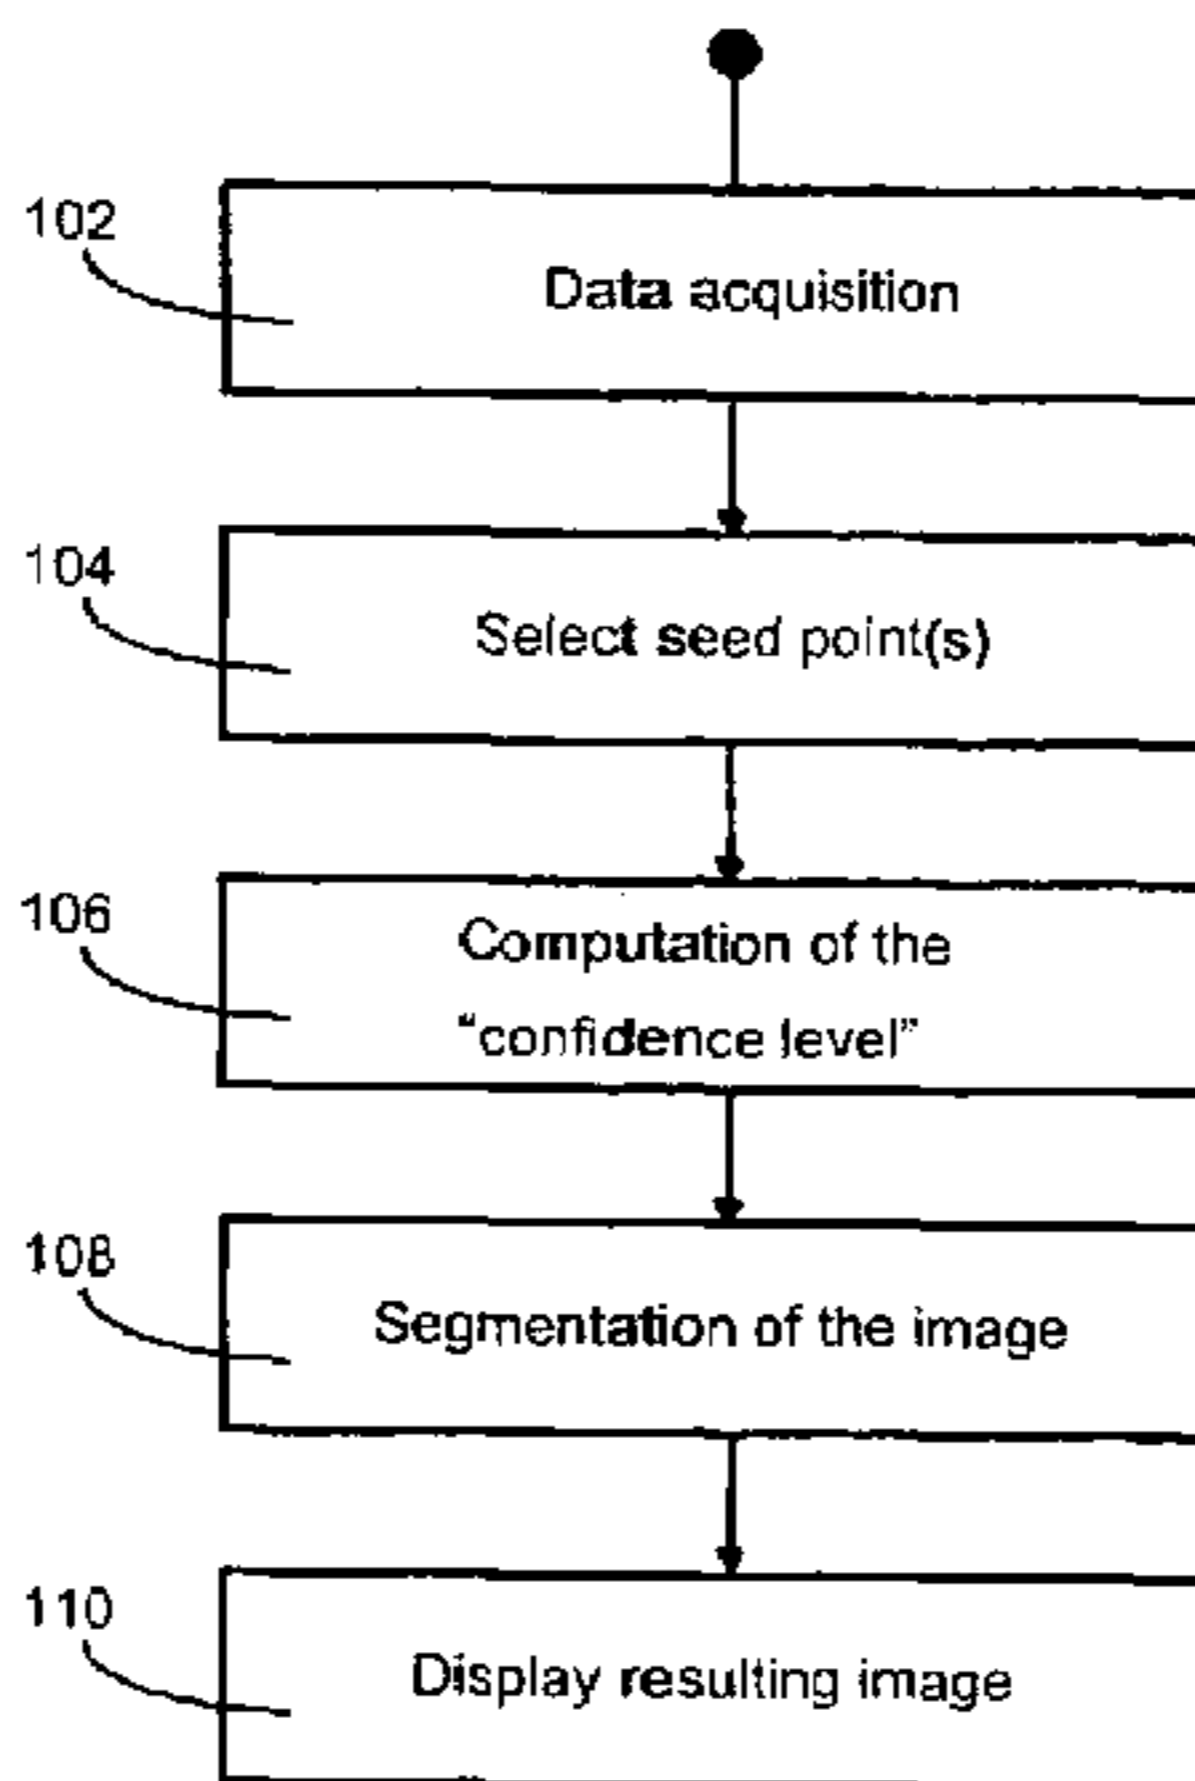 102
Data acquisition
104
Select seed point(s)
106
Computation of the
“confidence level”
108
Segmentation of the image
110
Display resulting image